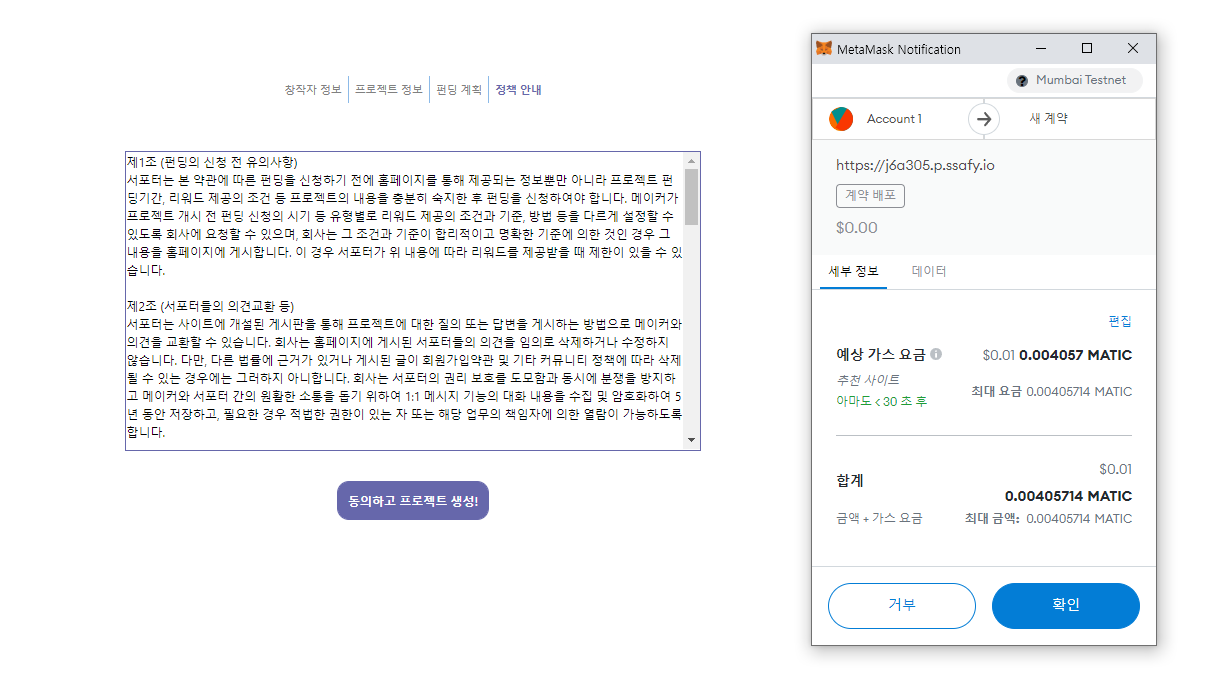 창작자 정보 프로젝트 정보 펀딩 계획 정책 안내
제1조 (펀딩의 신청 전 유의사항)
서포터는 본 약관에 따른 펀딩을 신청하기 전에 홈페이지를 통해 제공되는 정보뿐만 아니라 프로젝트 펀
딩기간, 리워드 제공의 조건 등 프로젝트의 내용을 충분히 숙지한 후 펀딩을 신청하여야 합니다. 메이커가
프로젝트 개시 전 펀딩 신청의 시기 등 유형별로 리워드 제공의 조건과 기준, 방법 등을 다르게 설정할 수
있도록 회사에 요청할 수 있으며, 회사는 그 조건과 기준이 합리적이고 명확한 기준에 의한 것인 경우 그
내용을 홈페이지에 게시합니다. 이 경우 서포터가 위 내용에 따라 리워드를 제공받을 때 제한이 있을 수 있
습니다.
제2조 (서포터들의 의견교환 등)
서포터는 사이트에 개설된 게시판을 통해 프로젝트에 대한 질의 또는 답변을 게시하는 방법으로 메이커와
의견을 교환할 수 있습니다. 회사는 홈페이지에 게시된 서포터들의 의견을 임의로 삭제하거나 수정하지
않습니다. 다만, 다른 법률에 근거가 있거나 게시된 글이 회원가입약관 및 기타 커뮤니티 정책에 따라 삭제
될 수 있는 경우에는 그러하지 아니합니다. 회사는 서포터의 권리 보호를 도모함과 동시에 분쟁을 방지하
고 메이커와 서포터 간의 원활한 소통을 돕기 위하여 1:1 메시지 기능의 대화 내용을 수집 및 암호화하여 5
년 동안 저장하고, 필요한 경우 적법한 권한이 있는 자 또는 해당 업무의 책임자에 의한 열람이 가능하도록
합니다.
동의하고 프로젝트 생성!
MetaMask Notification
Mumbai Testnet
Account 1 새 계약
https://j6a305.p.ssafy.io
계약 배포
$0.00
세부 정보 데이터
편집
예상 가스 요금 $0.01 0.004057 MATIC
추천 사이트
아마도 < 30 초 후
최대 요금 0.00405714 MATIC
$0.01
합계
0.00405714 MATIC
금액 + 가스 요금 최대 금액: 0.00405714 MATIC
거부 확인